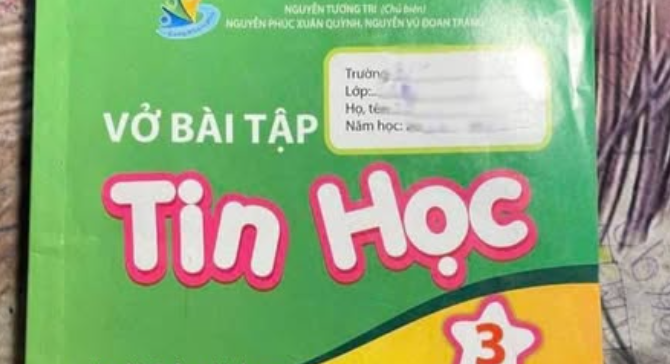 NGUYỄN TƯƠNG TRI (Chủ biên)
NGUYỄN PHÚC XUÂN QUỲNH, NGUYỄN VŨ ĐOAN TRANG
Trường
Lớp:
Họ, tên
Năm học:
VỞ BÀI TẬP
Tin Học
3